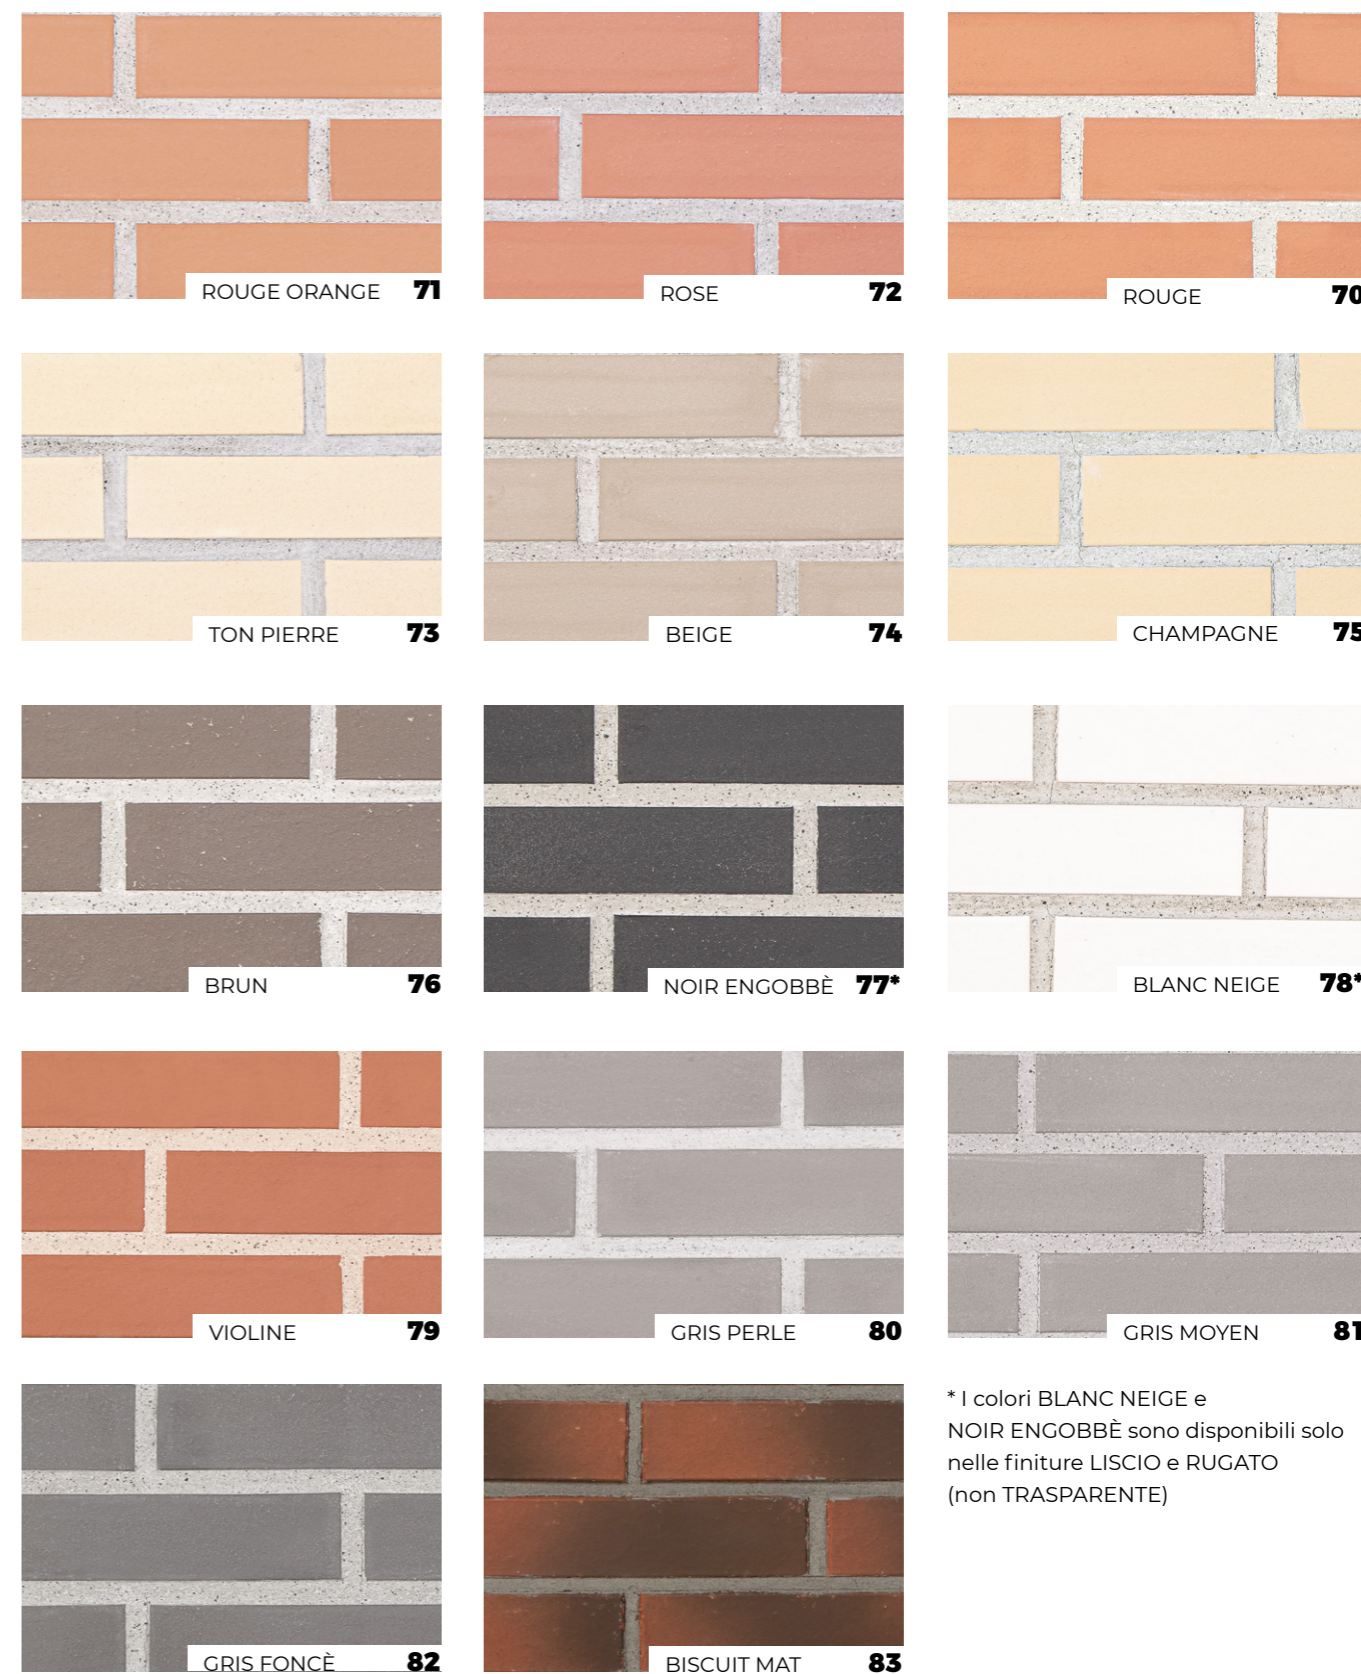 ROUGE ORANGE 71
ROSE 72
ROUGE 70
TON PIERRE 73
BEIGE 74
CHAMPAGNE 75
BRUN 76
NOIR ENGOBBÈ 77*
BLANC NEIGE 78*
VIOLINE 79
GRIS PERLE 80
GRIS MOYEN 81
* I colori BLANC NEIGE e
NOIR ENGOBBÈ sono disponibili solo
nelle finiture LISCIO e RUGATO
(non TRASPARENTE)
GRIS FONCÈ 82
BISCUIT MAT 83